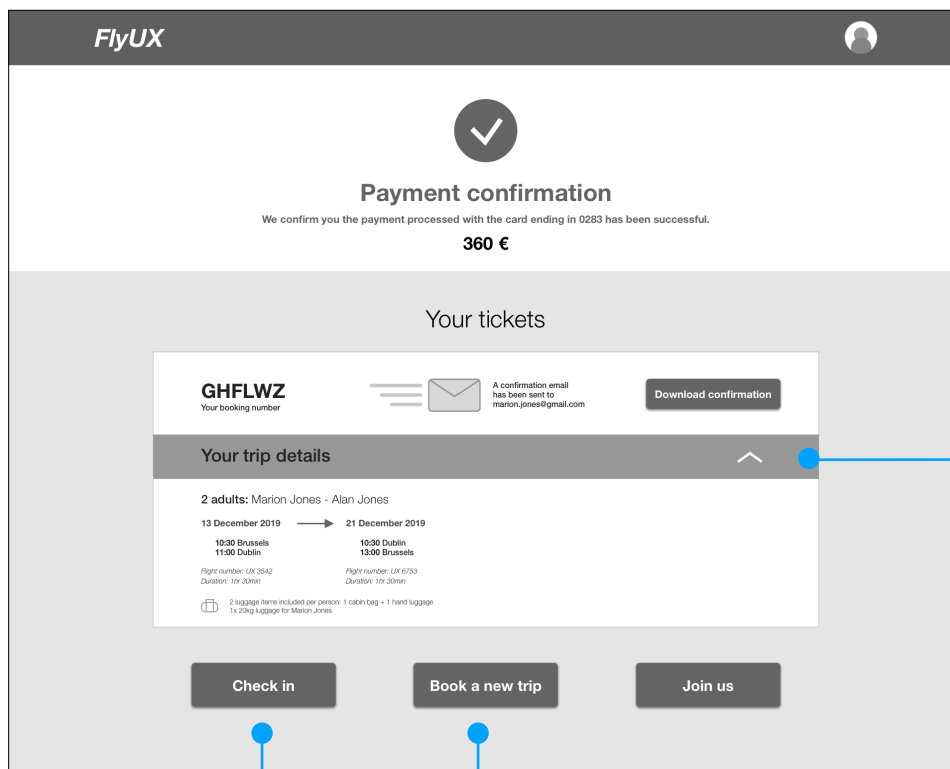 FlyUX
Payment confirmation
We confirm you the payment processed with the card ending in 0283 has been successful.
360 €
Your tickets
GHFLWZ
Your booking number
A confirmation email
has been sent to
marion.jones@gmail.com
Download confirmation
Your trip details
2 adults: Marion Jones - Alan Jones
13 December 2019
21 December 2019
10:30 Brussels
11:00 Dublin
10:30 Dublin
13:00 Brussels
Flight number: UX 3542
Duration: 1hr 30min
Flight number: UX 6753
Duration: 1hr 30min
2 luggage items included per person: 1 cabin bag + 1 hand luggage
1x 20kg luggage for Marion Jones
Check in
Book a new trip
Join us